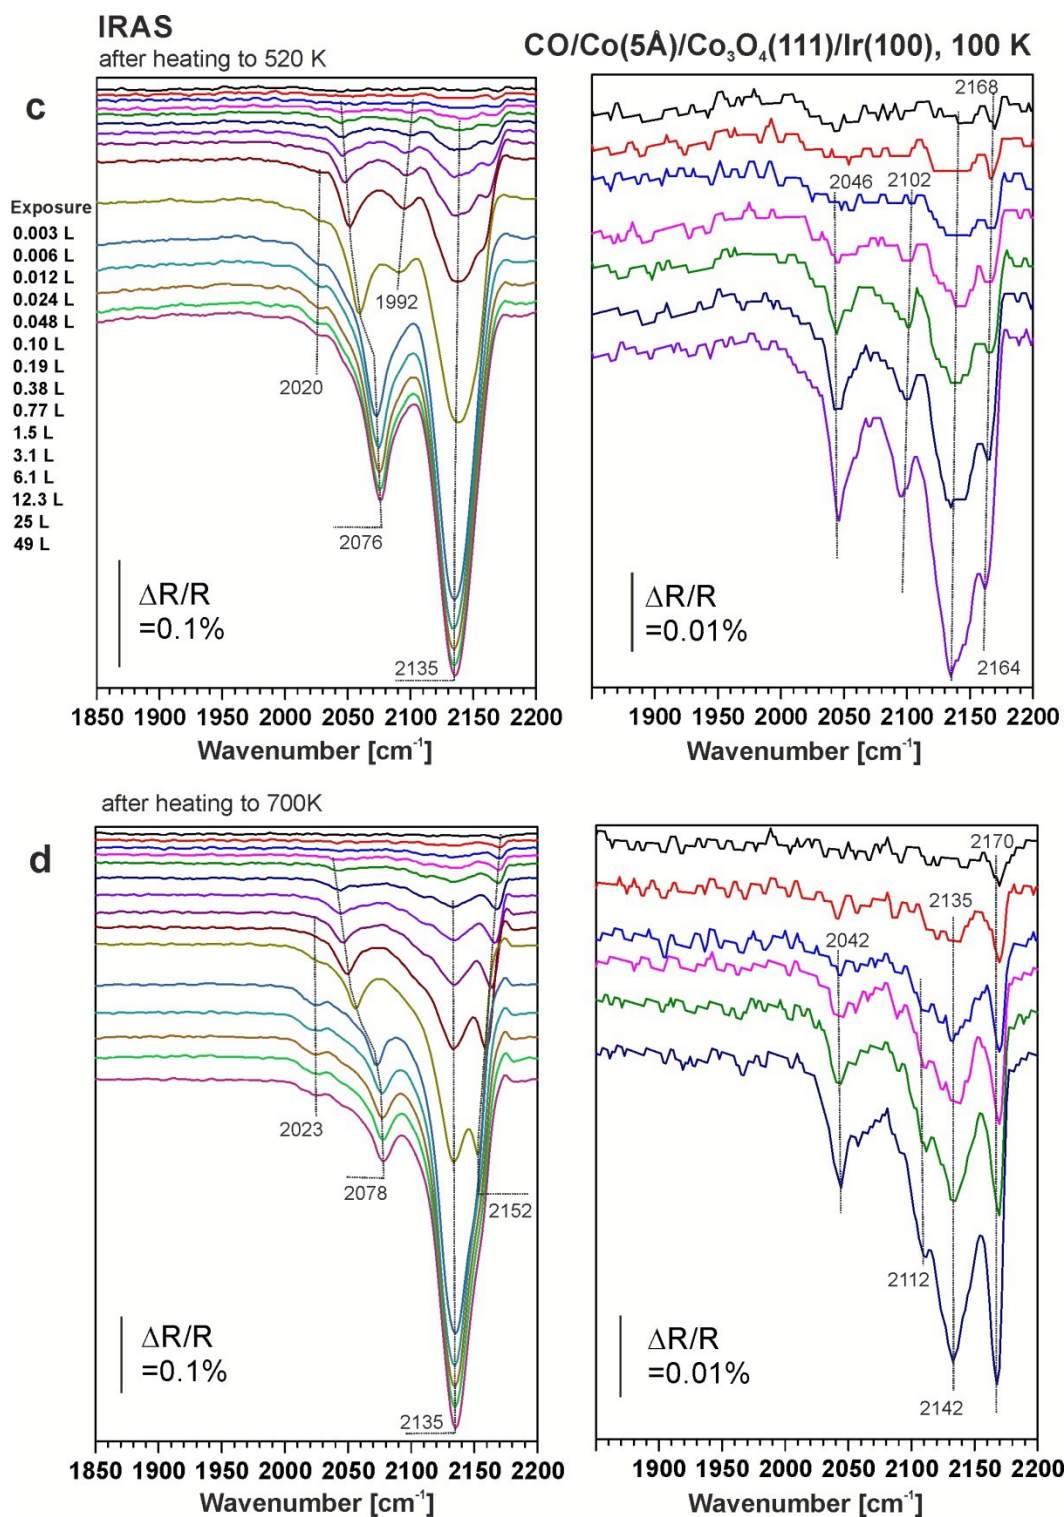 IRAS
after heating to 520 K
CO/Co(5Å)/Co₃O₄(111)/Ir(100), 100 K
c
Exposure
0.003 L
0.006 L
0.012 L
0.024 L
0.048 L
0.10 L
0.19 L
0.38 L
0.77 L
1.5 L
3.1 L
6.1 L
12.3 L
25 L
49 L
1992
2020
2076
2135
ΔR/R
=0.1%
1850 1900 1950 2000 2050 2100 2150 2200
Wavenumber [cm⁻¹]
2168
2046
2102
2164
ΔR/R
=0.01%
1900 1950 2000 2050 2100 2150 2200
Wavenumber [cm⁻¹]
after heating to 700K
d
2023
2078
2152
2135
ΔR/R
=0.1%
1850 1900 1950 2000 2050 2100 2150 2200
Wavenumber [cm⁻¹]
2170
2135
2042
2112
2142
ΔR/R
=0.01%
1900 1950 2000 2050 2100 2150 2200
Wavenumber [cm⁻¹]